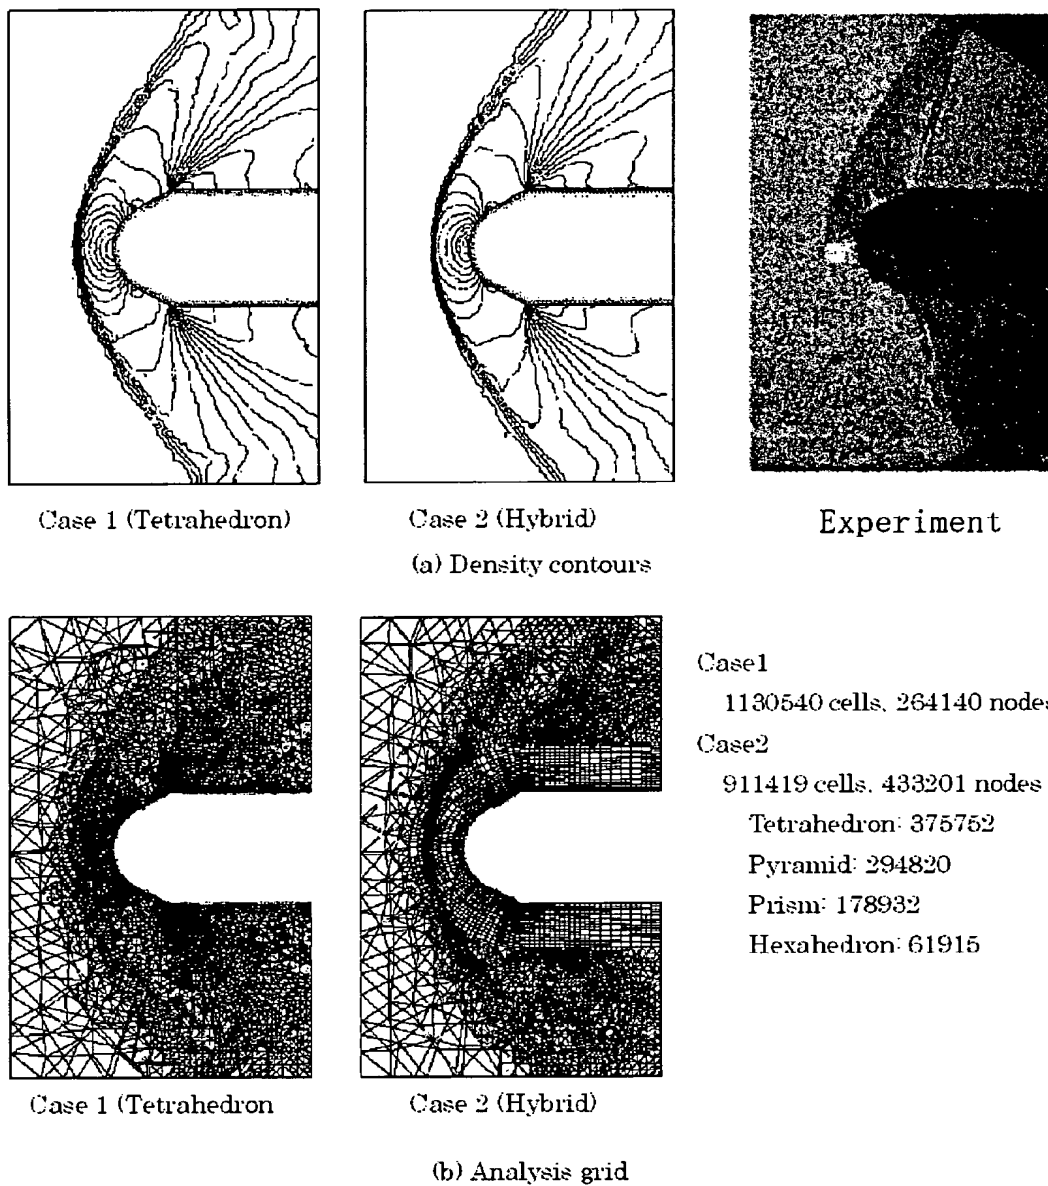 Case 1 (Tetrahedron)
Case 2 (Hybrid)
Experiment
(a) Density contours
Case1
1130540 cells, 264140 nodes
Case2
911419 cells, 433201 nodes
Tetrahedron: 375752
Pyramid: 294820
Prism: 178932
Hexahedron: 61915
Case 1 (Tetrahedron
Case 2 (Hybrid)
(b) Analysis grid